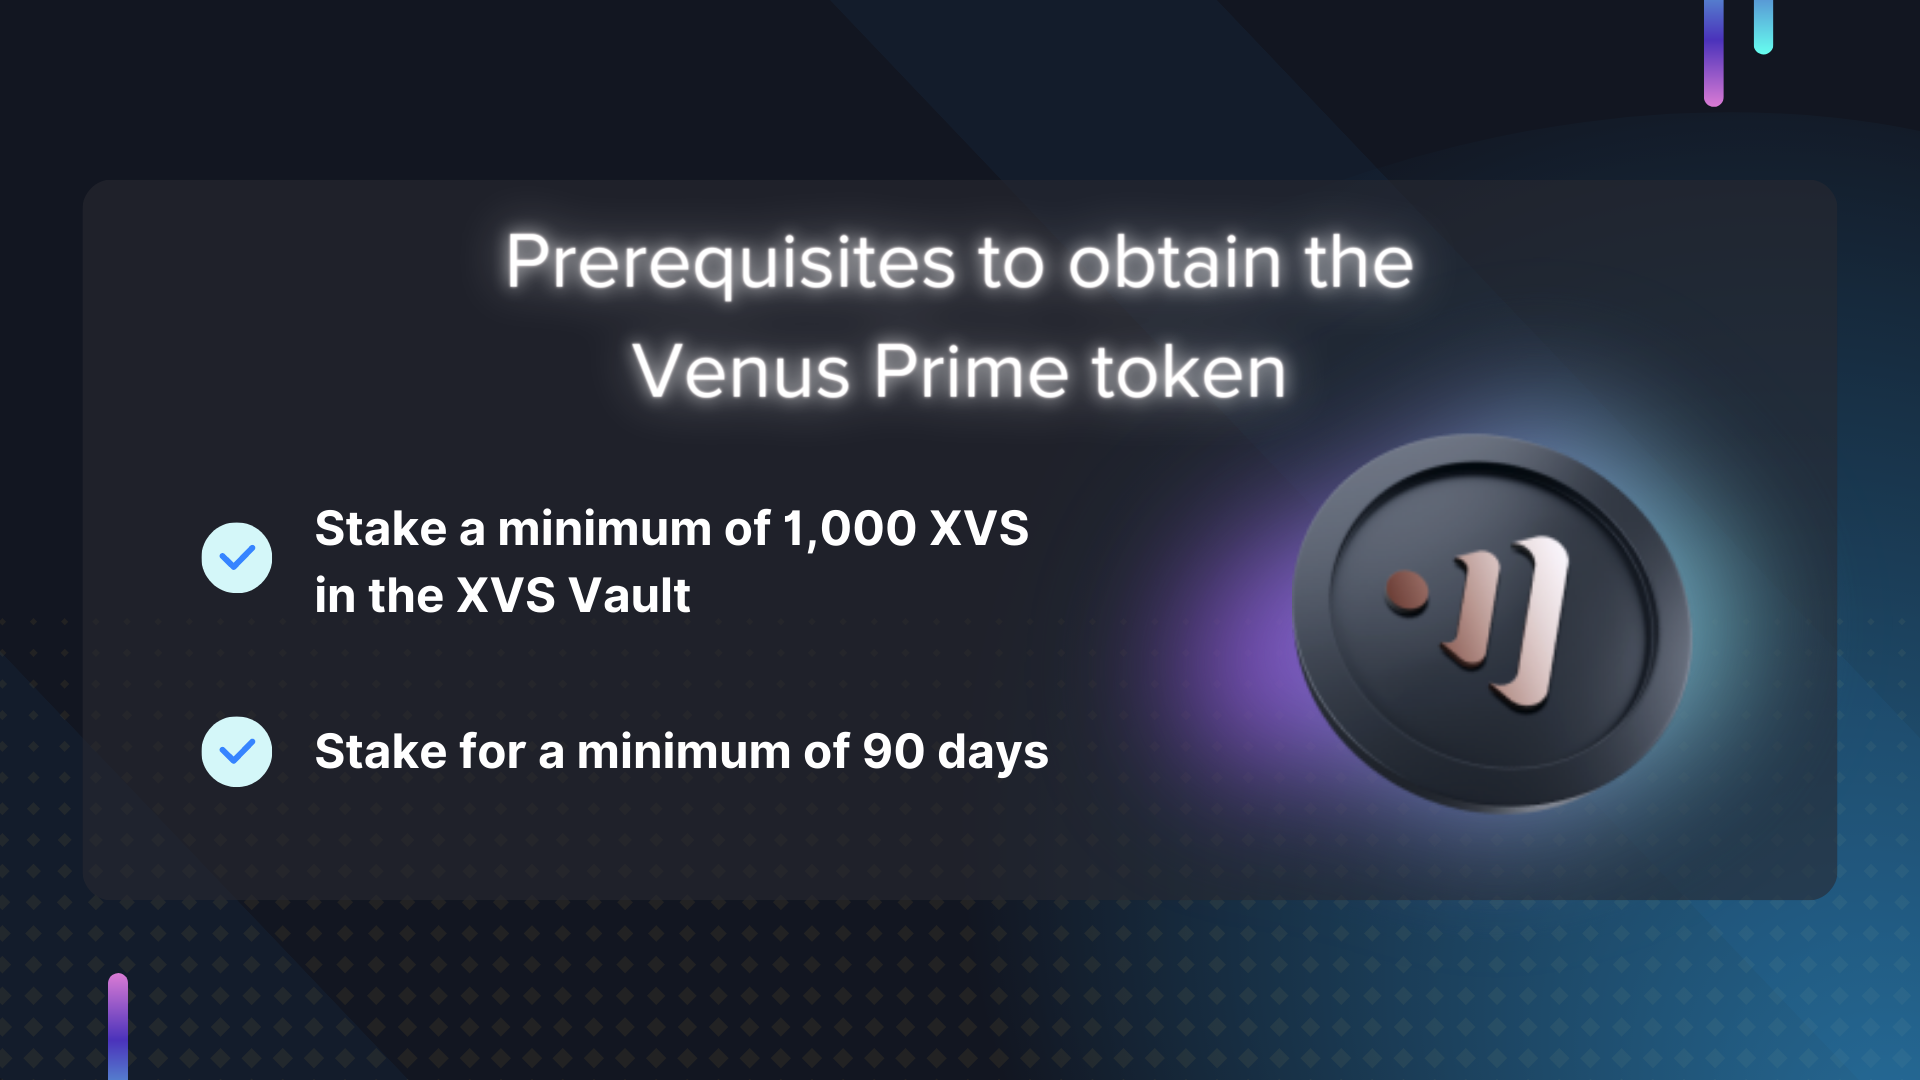 Prerequisites to obtain the
Venus Prime token
Stake a minimum of 1,000 XVS
in the XVS Vault
Stake for a minimum of 90 days